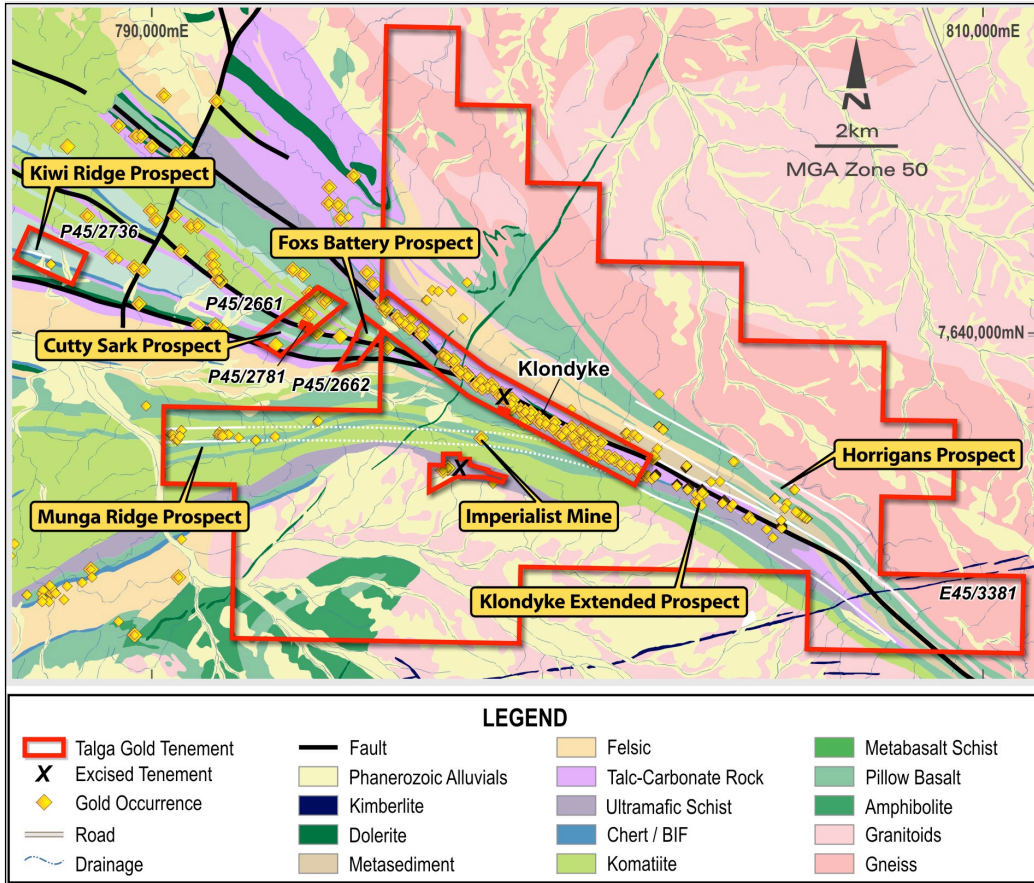 790,000mE
810,000mE
N
2km
MGA Zone 50
Kiwi Ridge Prospect
P45/2736
Foxs Battery Prospect
P45/2661
7,640,000mN
Cutty Sark Prospect
P45/2781
P45/2662
Klondyke
X
Horrigans Prospect
X
Munga Ridge Prospect
Imperialist Mine
Klondyke Extended Prospect
E45/3381
LEGEND
Talga Gold Tenement
Fault
Felsic
Metabasalt Schist
X Excised Tenement
Phanerozoic Alluvials
Talc-Carbonate Rock
Pillow Basalt
Gold Occurrence
Kimberlite
Ultramafic Schist
Amphibolite
Road
Dolerite
Chert / BIF
Granitoids
Drainage
Metasediment
Komatiite
Gneiss